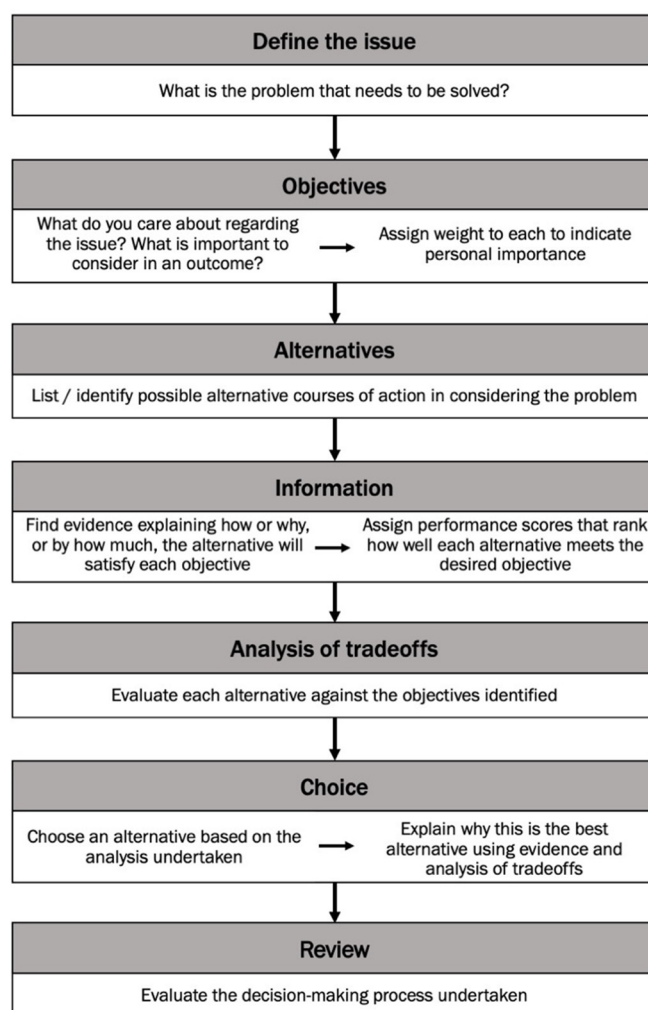 Define the issue
What is the problem that needs to be solved?
Objectives
What do you care about regarding
the issue? What is important to
consider in an outcome?
Assign weight to each to indicate
personal importance
Alternatives
List / identify possible alternative courses of action in considering the problem
Information
Find evidence explaining how or why,
or by how much, the alternative will
satisfy each objective
Assign performance scores that rank
how well each alternative meets the
desired objective
Analysis of tradeoffs
Evaluate each alternative against the objectives identified
Choice
Choose an alternative based on the
analysis undertaken
Explain why this is the best
alternative using evidence and
analysis of tradeoffs
Review
Evaluate the decision-making process undertaken